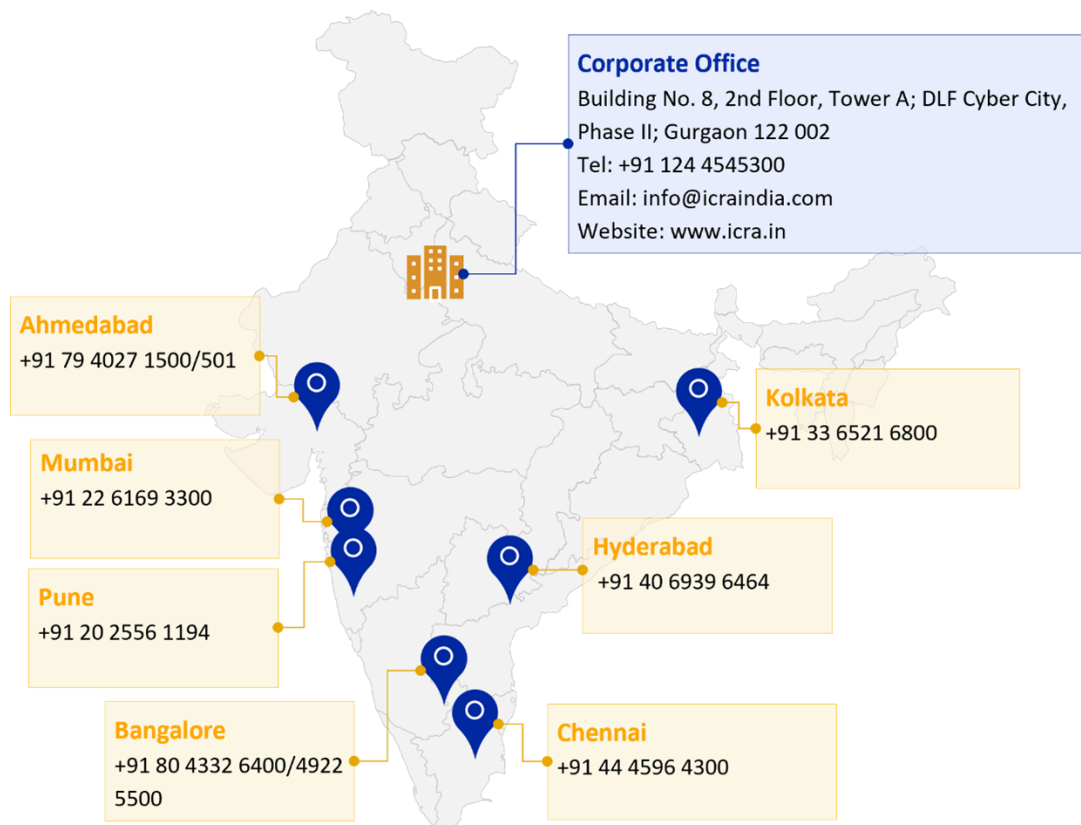 Corporate Office
Building No. 8, 2nd Floor, Tower A; DLF Cyber City,
Phase II; Gurgaon 122 002
Tel: +91 124 4545300
Email: info@icraindia.com
Website: www.icra.in
Ahmedabad
+91 79 4027 1500/501
Kolkata
+91 33 6521 6800
Mumbai
+91 22 6169 3300
Hyderabad
+91 40 6939 6464
Pune
+91 20 2556 1194
Bangalore
+91 80 4332 6400/4922
5500
Chennai
+91 44 4596 4300